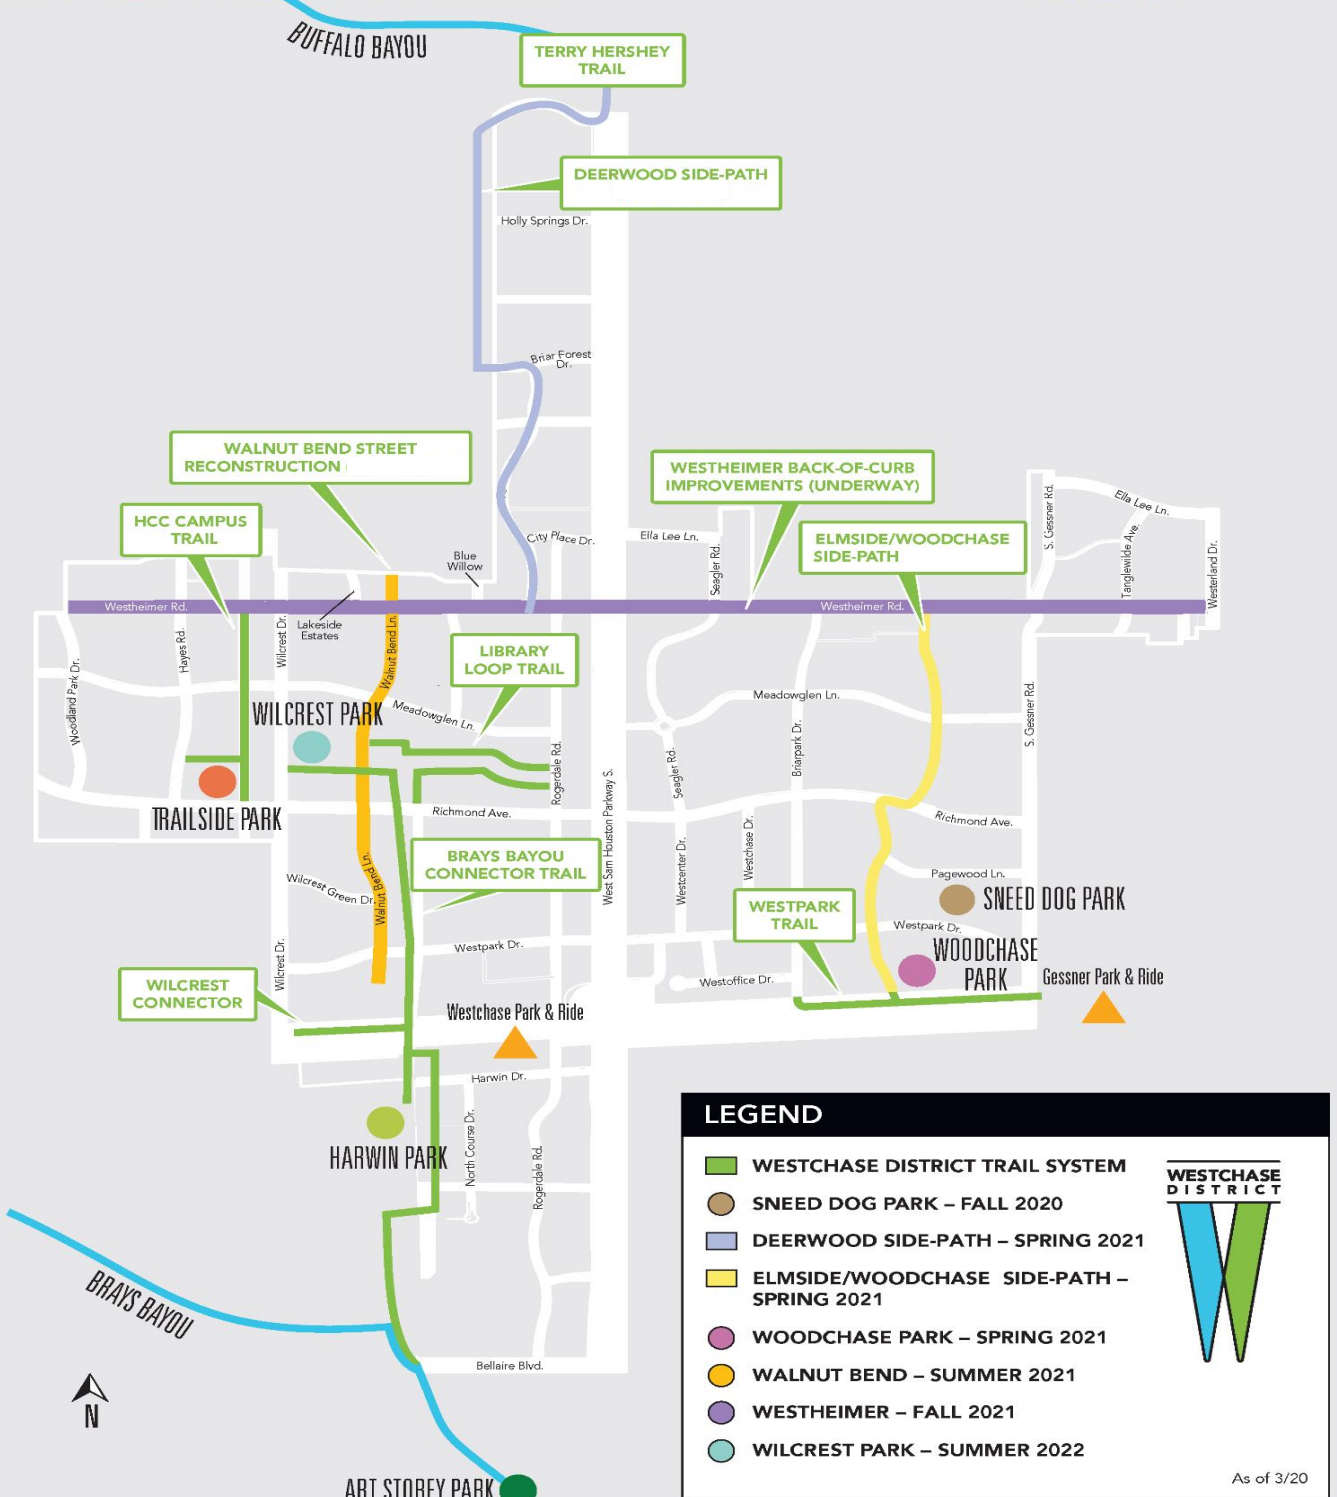 BUFFALO BAYOU
TERRY HERSHEY
TRAIL
DEERWOOD SIDE-PATH
Holly Springs Dr.
Briar Forest
Dr.
WALNUT BEND STREET
RECONSTRUCTION
WESTHEIMER BACK-OF-CURB
IMPROVEMENTS (UNDERWAY)
HCC CAMPUS
TRAIL
ELMSIDE/WOODCHASE
SIDE-PATH
S. Gessner Rd.
Ella Lee Ln.
Tanglewilde Ave.
Westerland Dr.
City Place Dr.
Ella Lee Ln.
Seagler Rd.
Blue
Willow
Westheimer Rd.
Westheimer Rd.
Lakeside
Estates
Hayes Rd.
Wilcrest Dr.
Walnut Bend Ln.
LIBRARY
LOOP TRAIL
Woodland Park Dr.
WILCREST PARK
Meadowglen Ln.
Meadowglen Ln.
S. Gessner Rd.
Briarpark Dr.
Rogerdale Rd.
West Sam Houston Parkway S.
Seagler Rd.
TRAILSIDE PARK
Richmond Ave.
Richmond Ave.
Westchase Dr.
Westcenter Dr.
BRAYS BAYOU
CONNECTOR TRAIL
Wilcrest Green Dr.
Walnut Bend Ln.
Pagewood Ln.
SNEED DOG PARK
WESTPARK
TRAIL
Westpark Dr.
Westpark Dr.
WOODCHASE
PARK
Gessner Park & Ride
Westoffice Dr.
Wilcrest Dr.
WILCREST
CONNECTOR
Westchase Park & Ride
Harwin Dr.
HARWIN PARK
North Course Dr.
Rogerdale Rd.
BRAYS BAYOU
Bellaire Blvd.
N
ART STOREY PARK
LEGEND
WESTCHASE DISTRICT TRAIL SYSTEM
SNEED DOG PARK – FALL 2020
DEERWOOD SIDE-PATH – SPRING 2021
ELMSIDE/WOODCHASE SIDE-PATH –
SPRING 2021
WOODCHASE PARK – SPRING 2021
WALNUT BEND – SUMMER 2021
WESTHEIMER – FALL 2021
WILCREST PARK – SUMMER 2022
WESTCHASE
DISTRICT
As of 3/20